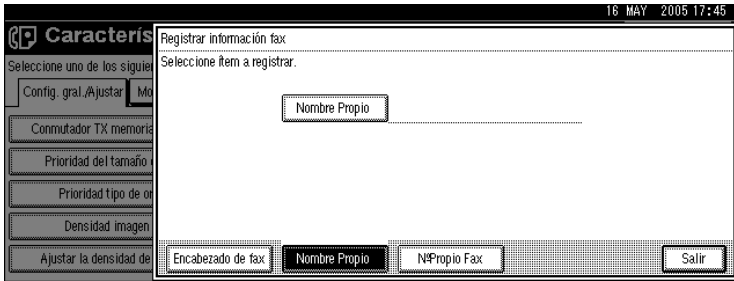 16 MAY 2005 17:45
Caracterís
Registrar información fax
Seleccione uno de los siguie
Seleccione ítem a registrar.
Config. gral./Ajustar Mo
Nombre Propio
Conmutador TX memoria
Prioridad del tamaño
Prioridad tipo de or
Densidad imagen
Ajustar la densidad de
Encabezado de fax Nombre Propio NºPropio Fax Salir